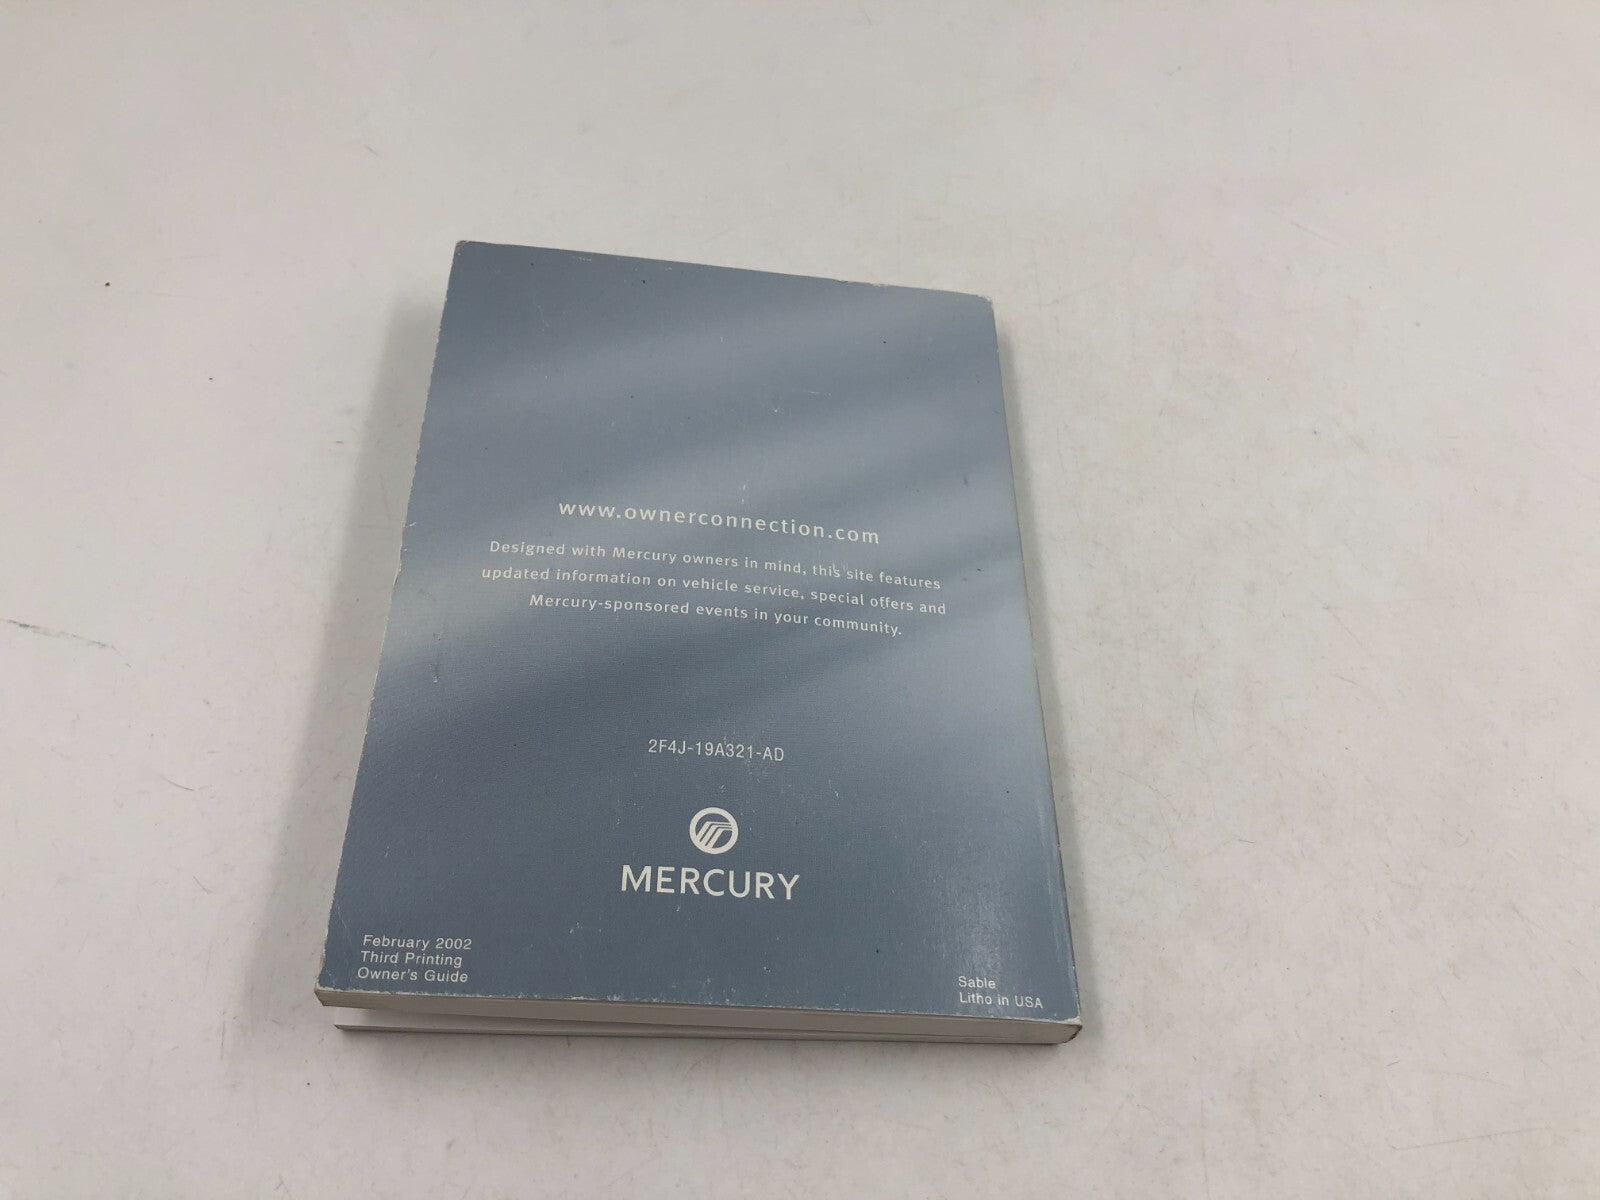 www.ownerconnection.com
Designed with Mercury owners in mind, this site features
updated information on vehicle service, special offers and
Mercury-sponsored events in your community.
2F4J-19A321-AD
MERCURY
February 2002
Third Printing
Owner's Guide
Sable
Litho in USA